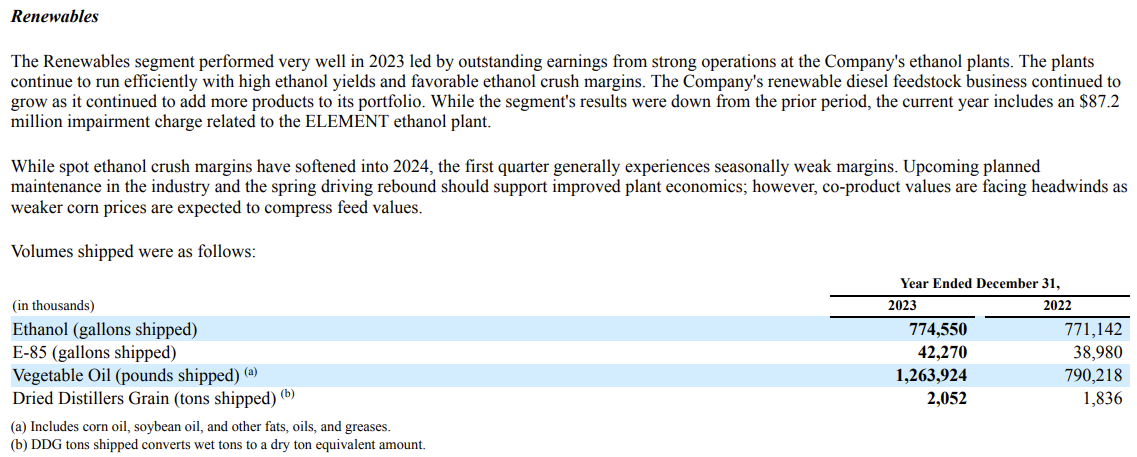 Renewables
The Renewables segment performed very well in 2023 led by outstanding earnings from strong operations at the Company's ethanol plants. The plants
continue to run efficiently with high ethanol yields and favorable ethanol crush margins. The Company's renewable diesel feedstock business continued to
grow as it continued to add more products to its portfolio. While the segment's results were down from the prior period, the current year includes an $87.2
million impairment charge related to the ELEMENT ethanol plant.
While spot ethanol crush margins have softened into 2024, the first quarter generally experiences seasonally weak margins. Upcoming planned
maintenance in the industry and the spring driving rebound should support improved plant economics; however, co-product values are facing headwinds as
weaker corn prices are expected to compress feed values.
Volumes shipped were as follows:
Year Ended December 31,
(in thousands) 2023 2022
Ethanol (gallons shipped) 774,550 771,142
E-85 (gallons shipped) 42,270 38,980
Vegetable Oil (pounds shipped) (a) 1,263,924 790,218
Dried Distillers Grain (tons shipped) (b) 2,052 1,836
(a) Includes corn oil, soybean oil, and other fats, oils, and greases.
(b) DDG tons shipped converts wet tons to a dry ton equivalent amount.